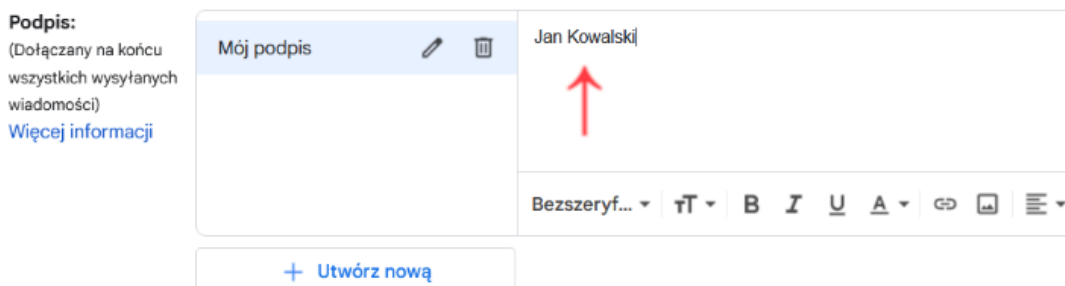 Podpis:
(Dołączany na końcu
wszystkich wysyłanych
wiadomości)
Więcej informacji
Mój podpis
Jan Kowalski
Bezszeryf...
B I U A
+ Utwórz nową